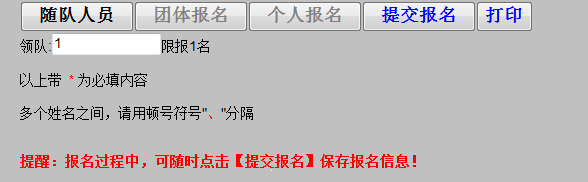 随队人员 团体报名 个人报名 提交报名 打印
领队:1 限报1名
以上带 * 为必填内容
多个姓名之间，请用顿号符号"、"分隔
提醒：报名过程中，可随时点击【提交报名】保存报名信息！